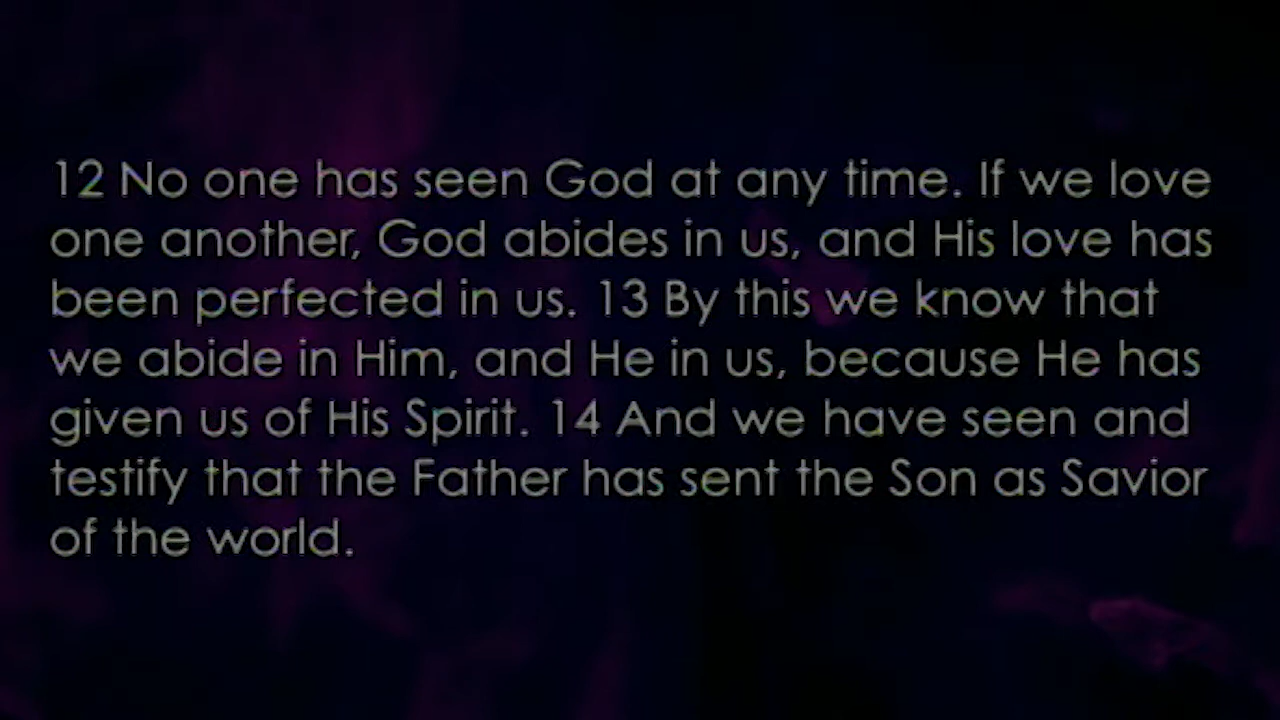 12 No one has seen God at any time. If we love
one another, God abides in us, and His love has
been perfected in us. 13 By this we know that
we abide in Him, and He in us, because He has
given us of His Spirit. 14 And we have seen and
testify that the Father has sent the Son as Savior
of the world.